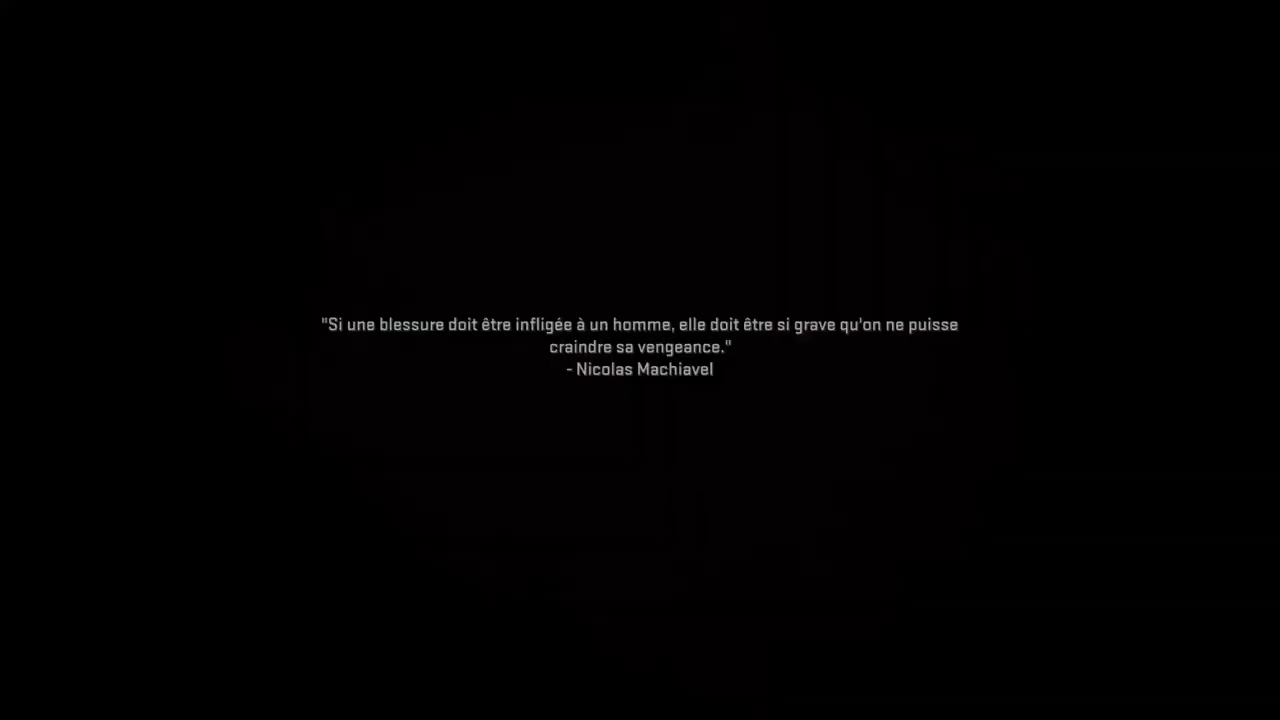 "Si une blessure doit être infligée à un homme, elle doit être si grave qu'on ne puisse
craindre sa vengeance."
- Nicolas Machiavel